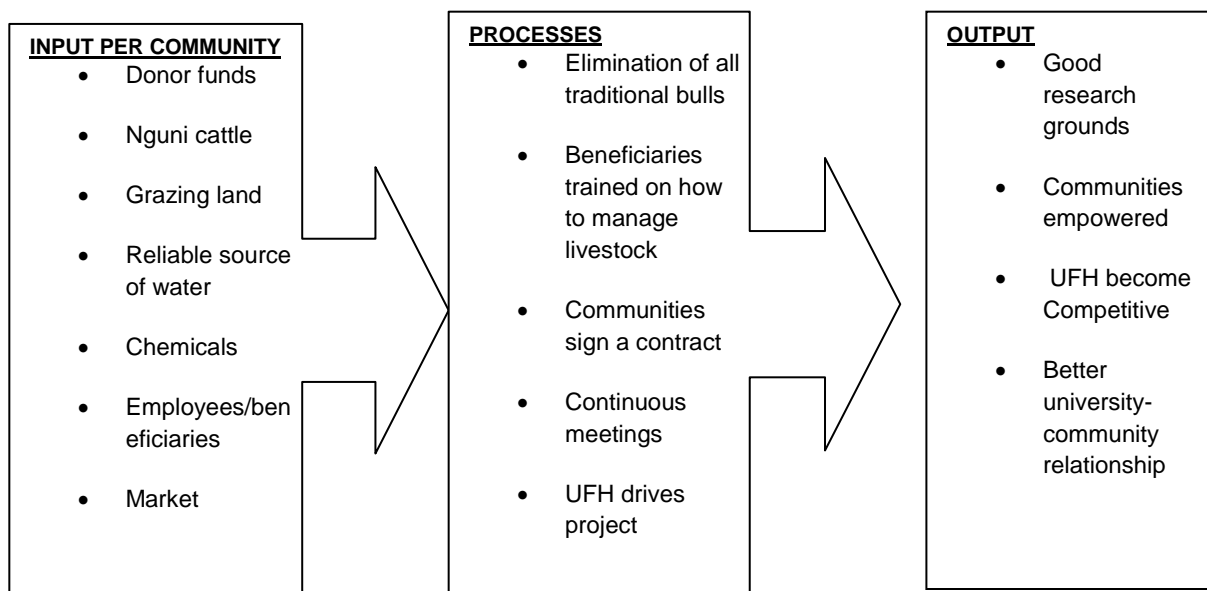 INPUT PER COMMUNITY
• Donor funds
• Nguni cattle
• Grazing land
• Reliable source
of water
• Chemicals
• Employees/ben
eficiaries
• Market
PROCESSES
• Elimination of all
traditional bulls
• Beneficiaries
trained on how
to manage
livestock
• Communities
sign a contract
• Continuous
meetings
• UFH drives
project
OUTPUT
• Good
research
grounds
• Communities
empowered
• UFH become
Competitive
• Better
university-
community
relationship